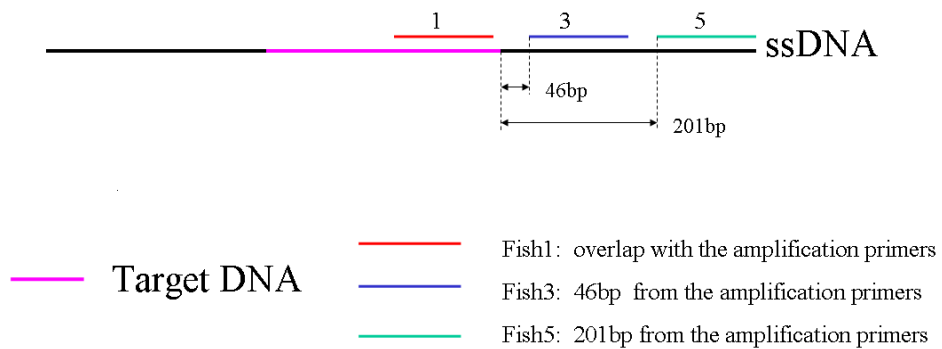 1 3 5
ssDNA
46bp
201bp
Fish1: overlap with the amplification primers
Target DNA
Fish3: 46bp from the amplification primers
Fish5: 201bp from the amplification primers